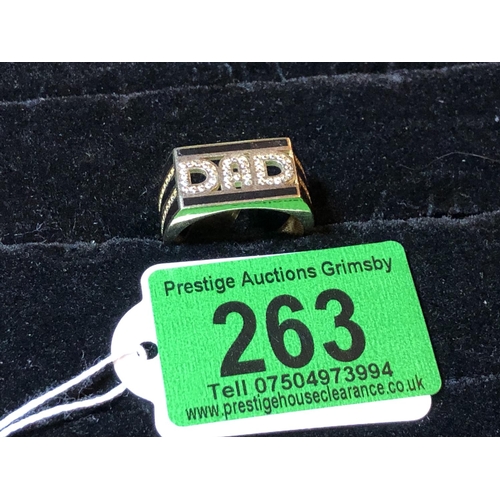 DAD
Prestige Auctions Grimsby
263
Tell 07504973994
www.prestigehouseclearance.co.uk